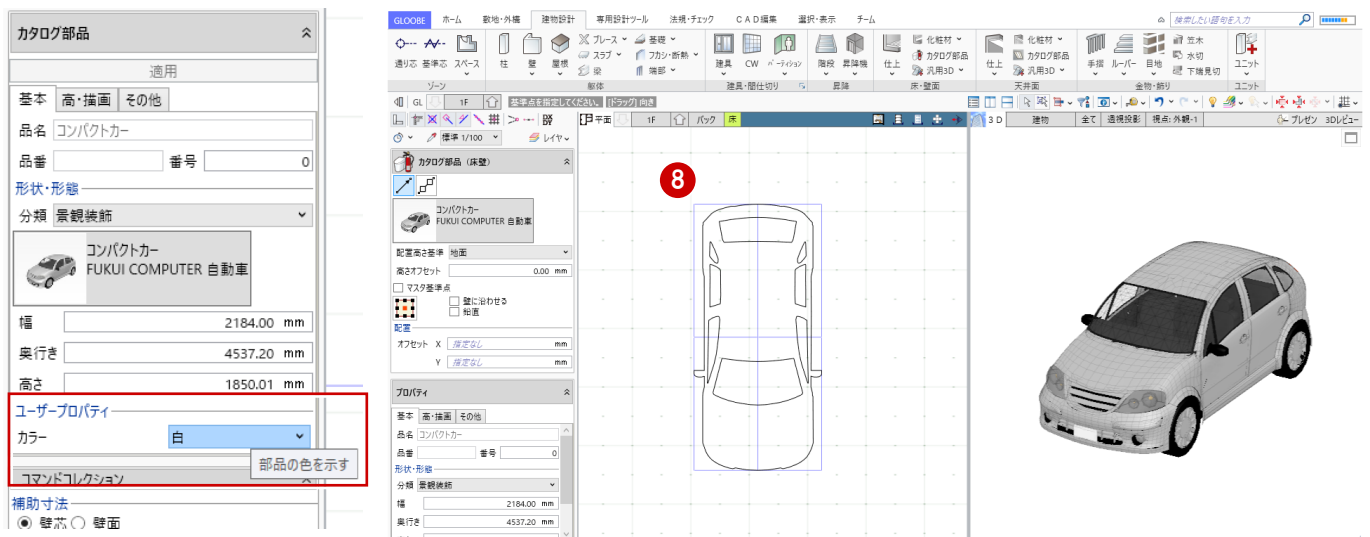 カタログ部品
適用
基本 高・描画 その他
品名 コンパクトカー
品番 番号 0
形状・形態
分類 景観装飾
コンパクトカー
FUKUI COMPUTER 自動車
幅 2184.00 mm
奥行き 4537.20 mm
高さ 1850.01 mm
ユーザープロパティ
カラー 白
部品の色を示す
コマンドコレクション
補助寸法
壁芯 壁面
GLOOBE ホーム 敷地・外構 建物設計 専用設計ツール 法規・チェック CAD編集 選択・表示 チーム 検索したい語句を入力
通り芯 基準芯 スペース 柱 壁 屋根 ブレース スラブ 梁 基礎 フカシ・断熱 端部 建具 CW パーティション 階段 昇降機 仕上 化粧材 カタログ部品 汎用3D 仕上 化粧材 カタログ部品 汎用3D 手摺 ルーバー 目地 笠木 水切 下端見切 ユニット
ゾーン 躯体 建具・間仕切り 昇降 床・壁面 天井面 金物・飾り ユニット
GL 1F 基準点を指定してください。 [ドラッグ] 向き
平面 1F バック 床
3D 建物 全て 透視投影 視点: 外観-1 プレゼン 3Dビュー
標準 1/100 レイヤ
カタログ部品（床壁）
コンパクトカー
FUKUI COMPUTER 自動車
配置高さ基準 地面
高さオフセット 0.00 mm
マスタ基準点
壁に沿わせる
鉛直
配置
オフセット X 指定なし mm
Y 指定なし mm
プロパティ
基本 高・描画 その他
品名 コンパクトカー
品番 番号 0
形状・形態
分類 景観装飾
幅 2184.00 mm
奥行き 4537.20 mm
8